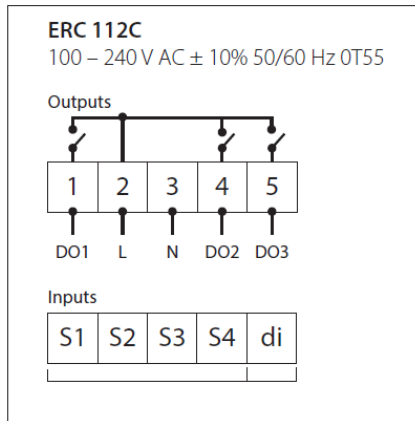 ERC 112C
100 – 240 V AC ± 10% 50/60 Hz 0T55
Outputs
1 2 3 4 5
DO1 L N DO2 DO3
Inputs
S1 S2 S3 S4 di